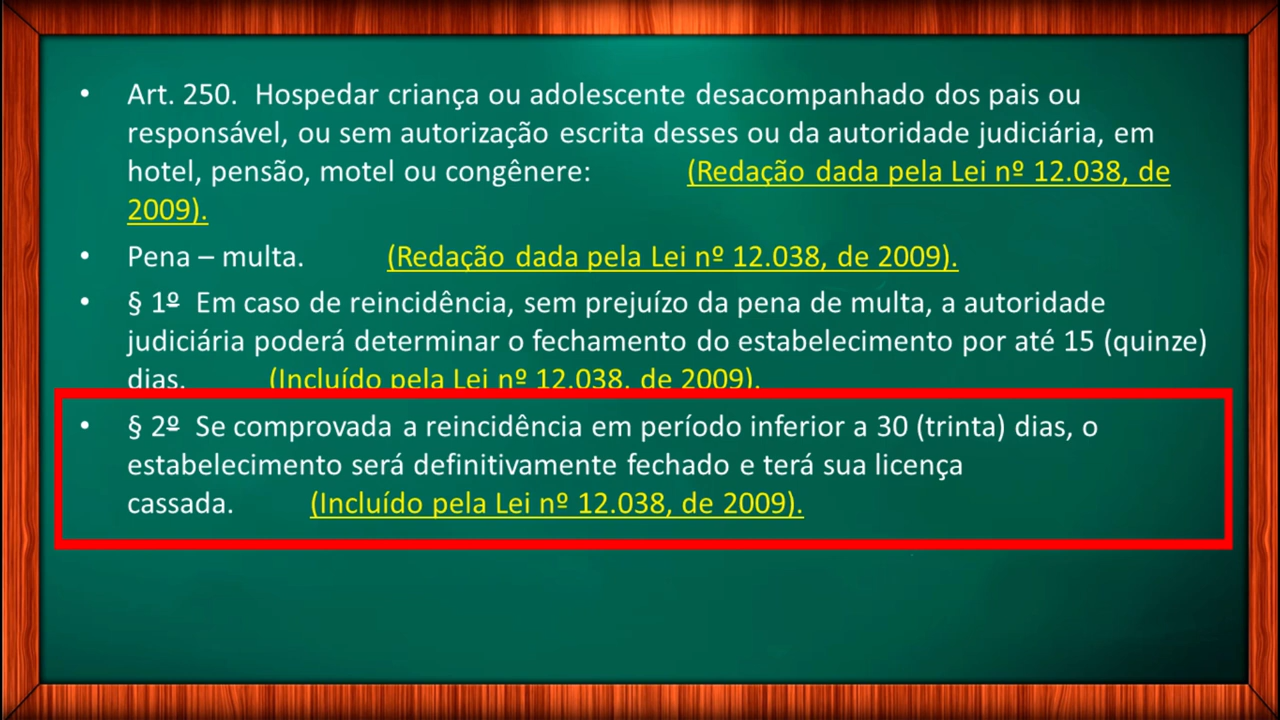 • Art. 250.  Hospedar criança ou adolescente desacompanhado dos pais ou
responsável, ou sem autorização escrita desses ou da autoridade judiciária, em
hotel, pensão, motel ou congênere: (Redação dada pela Lei nº 12.038, de
2009).
• Pena – multa. (Redação dada pela Lei nº 12.038, de 2009).
• § 1º  Em caso de reincidência, sem prejuízo da pena de multa, a autoridade
judiciária poderá determinar o fechamento do estabelecimento por até 15 (quinze)
dias. (Incluído pela Lei nº 12.038, de 2009).
• § 2º  Se comprovada a reincidência em período inferior a 30 (trinta) dias, o
estabelecimento será definitivamente fechado e terá sua licença
cassada. (Incluído pela Lei nº 12.038, de 2009).